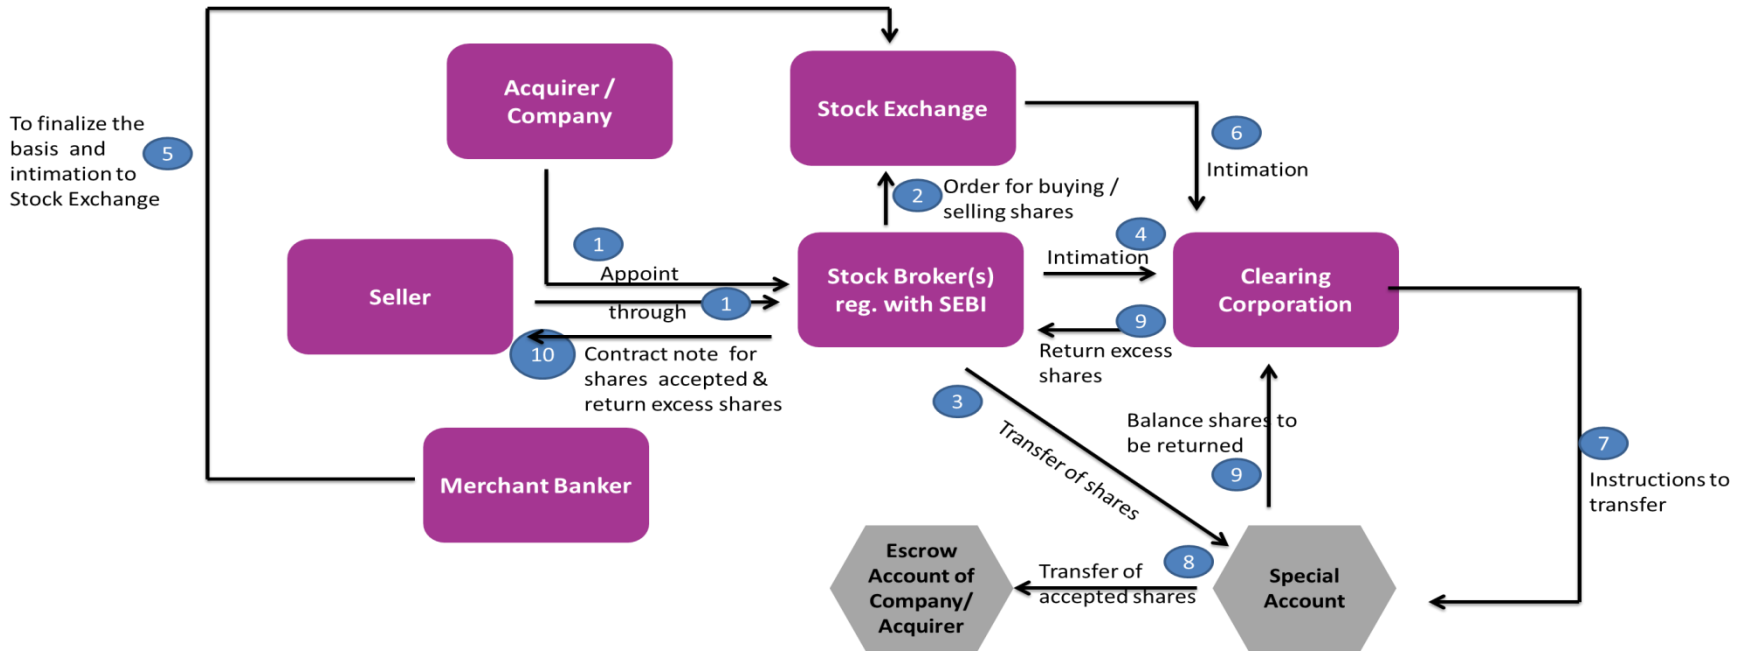 Acquirer /
Company
Stock Exchange
To finalize the
basis and
intimation to
Stock Exchange
5
6
Intimation
2
Order for buying /
selling shares
1
Appoint
4
Intimation
Seller
through
1
Stock Broker(s)
reg. with SEBI
Clearing
Corporation
10
Contract note for
shares accepted &
return excess shares
9
Return excess
shares
3
Transfer of shares
Balance shares to
be returned
9
7
Instructions to
transfer
Merchant Banker
Escrow
Account of
Company/
Acquirer
8
Transfer of
accepted shares
Special
Account